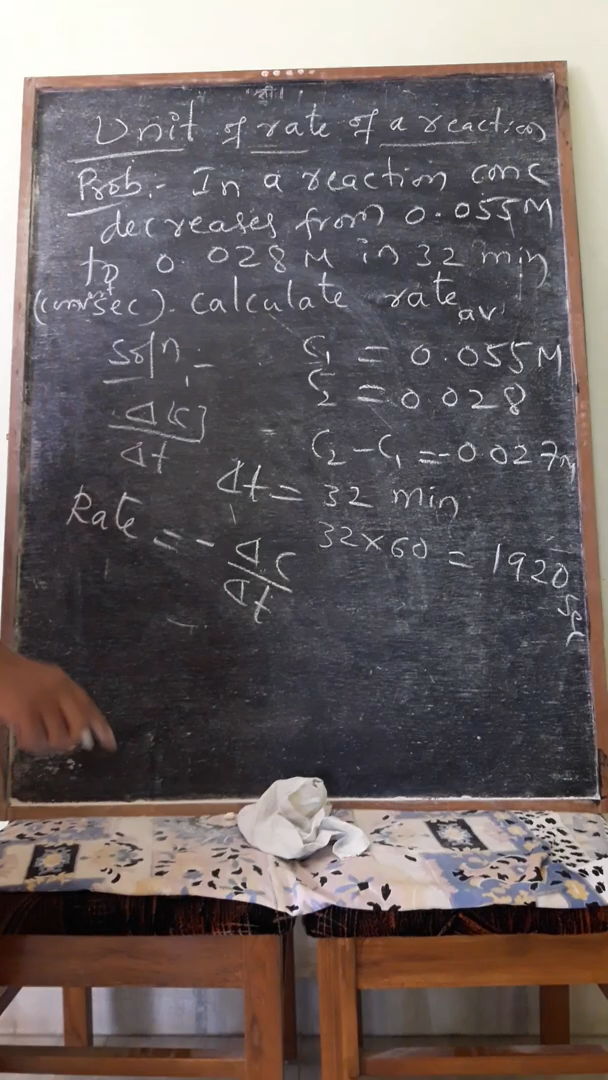 श्री।
Unit of rate of a reaction
Prob:- In a reaction conc
decreases from 0.055M
to 0.028M in 32 min
calculate rate av
Soln,- C1 = 0.055M
C2 = 0.028
Δ[C]
Δt
C2-C1 = -0.027M
Δt = 32 min
32×60 = 1920 sec
Rate = - ΔC
Δt